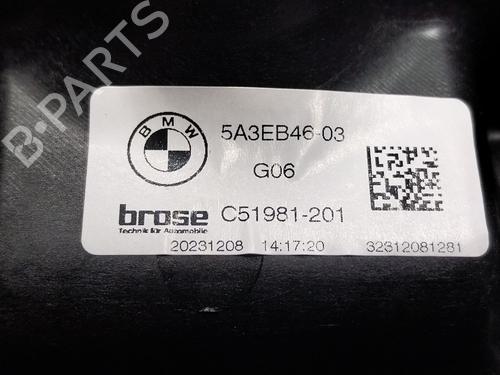 BMW
5A3EB46-03
G06
brose
Technik für Automobile
C51981-201
20231208 14:17:20 32312081281
B-PARTS